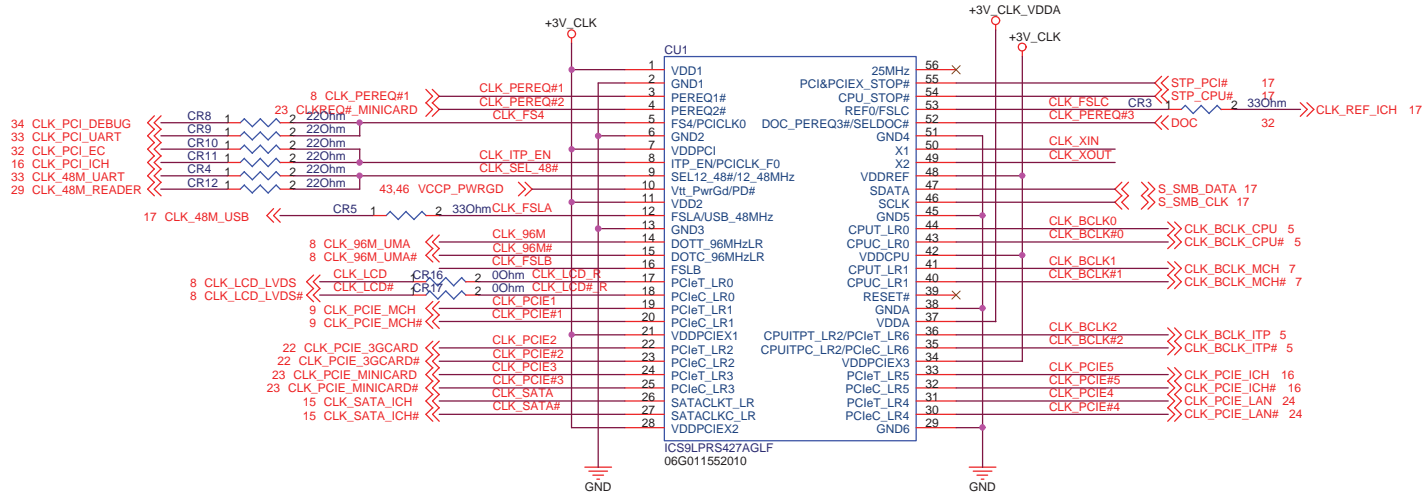 +3V_CLK
+3V_CLK_VDDA
+3V_CLK
CU1
1 VDD1
2 GND1
8 CLK_PEREQ#1 CLK_PEREQ#1 3 PEREQ1#
23 CLKREQ#_MINICARD CLK_PEREQ#2 4 PEREQ2#
34 CLK_PCI_DEBUG CR8 1 2 22Ohm CLK_FS4 5 FS4/PCICLK0
33 CLK_PCI_UART CR9 1 2 22Ohm 6 GND2
32 CLK_PCI_EC CR10 1 2 22Ohm 7 VDDPCI
16 CLK_PCI_ICH CR11 1 2 22Ohm CLK_ITP_EN 8 ITP_EN/PCICLK_F0
33 CLK_48M_UART CR4 1 2 22Ohm CLK_SEL_48# 9 SEL12_48#/12_48MHz
29 CLK_48M_READER CR12 1 2 22Ohm
43,46 VCCP_PWRGD 10 Vtt_PwrGd/PD#
11 VDD2
17 CLK_48M_USB CR5 1 2 33Ohm CLK_FSLA 12 FSLA/USB_48MHz
13 GND3
8 CLK_96M_UMA CLK_96M 14 DOTT_96MHzLR
8 CLK_96M_UMA# CLK_96M# 15 DOTC_96MHzLR
CLK_FSLB 16 FSLB
8 CLK_LCD_LVDS CLK_LCD CR16 1 2 0Ohm CLK_LCD_R 17 PCIeT_LR0
8 CLK_LCD_LVDS# CLK_LCD# CR17 1 2 0Ohm CLK_LCD#_R 18 PCIeC_LR0
9 CLK_PCIE_MCH CLK_PCIE1 19 PCIeT_LR1
9 CLK_PCIE_MCH# CLK_PCIE#1 20 PCIeC_LR1
21 VDDPCIEX1
22 CLK_PCIE_3GCARD CLK_PCIE2 22 PCIeT_LR2
22 CLK_PCIE_3GCARD# CLK_PCIE#2 23 PCIeC_LR2
23 CLK_PCIE_MINICARD CLK_PCIE3 24 PCIeT_LR3
23 CLK_PCIE_MINICARD# CLK_PCIE#3 25 PCIeC_LR3
15 CLK_SATA_ICH CLK_SATA 26 SATACLKT_LR
15 CLK_SATA_ICH# CLK_SATA# 27 SATACLKC_LR
28 VDDPCIEX2
25MHz 56
PCI&PCIEX_STOP# 55 STP_PCI# 17
CPU_STOP# 54 STP_CPU# 17
REF0/FSLC 53 CLK_FSLC CR3 1 2 33Ohm CLK_REF_ICH 17
DOC_PEREQ3#/SELDOC# 52 CLK_PEREQ#3 DOC 32
GND4 51
X1 50 CLK_XIN
X2 49 CLK_XOUT
VDDREF 48
SDATA 47 S_SMB_DATA 17
SCLK 46 S_SMB_CLK 17
GND5 45
CPUT_LR0 44 CLK_BCLK0 CLK_BCLK_CPU 5
CPUC_LR0 43 CLK_BCLK#0 CLK_BCLK_CPU# 5
VDDCPU 42
CPUT_LR1 41 CLK_BCLK1 CLK_BCLK_MCH 7
CPUC_LR1 40 CLK_BCLK#1 CLK_BCLK_MCH# 7
RESET# 39
GNDA 38
VDDA 37
CPUITPT_LR2/PCIeT_LR6 36 CLK_BCLK2 CLK_BCLK_ITP 5
CPUITPC_LR2/PCIeC_LR6 35 CLK_BCLK#2 CLK_BCLK_ITP# 5
VDDPCIEX3 34
PCIeT_LR5 33 CLK_PCIE5 CLK_PCIE_ICH 16
PCIeC_LR5 32 CLK_PCIE#5 CLK_PCIE_ICH# 16
PCIeT_LR4 31 CLK_PCIE4 CLK_PCIE_LAN 24
PCIeC_LR4 30 CLK_PCIE#4 CLK_PCIE_LAN# 24
GND6 29
ICS9LPRS427AGLF
06G011552010
GND
GND